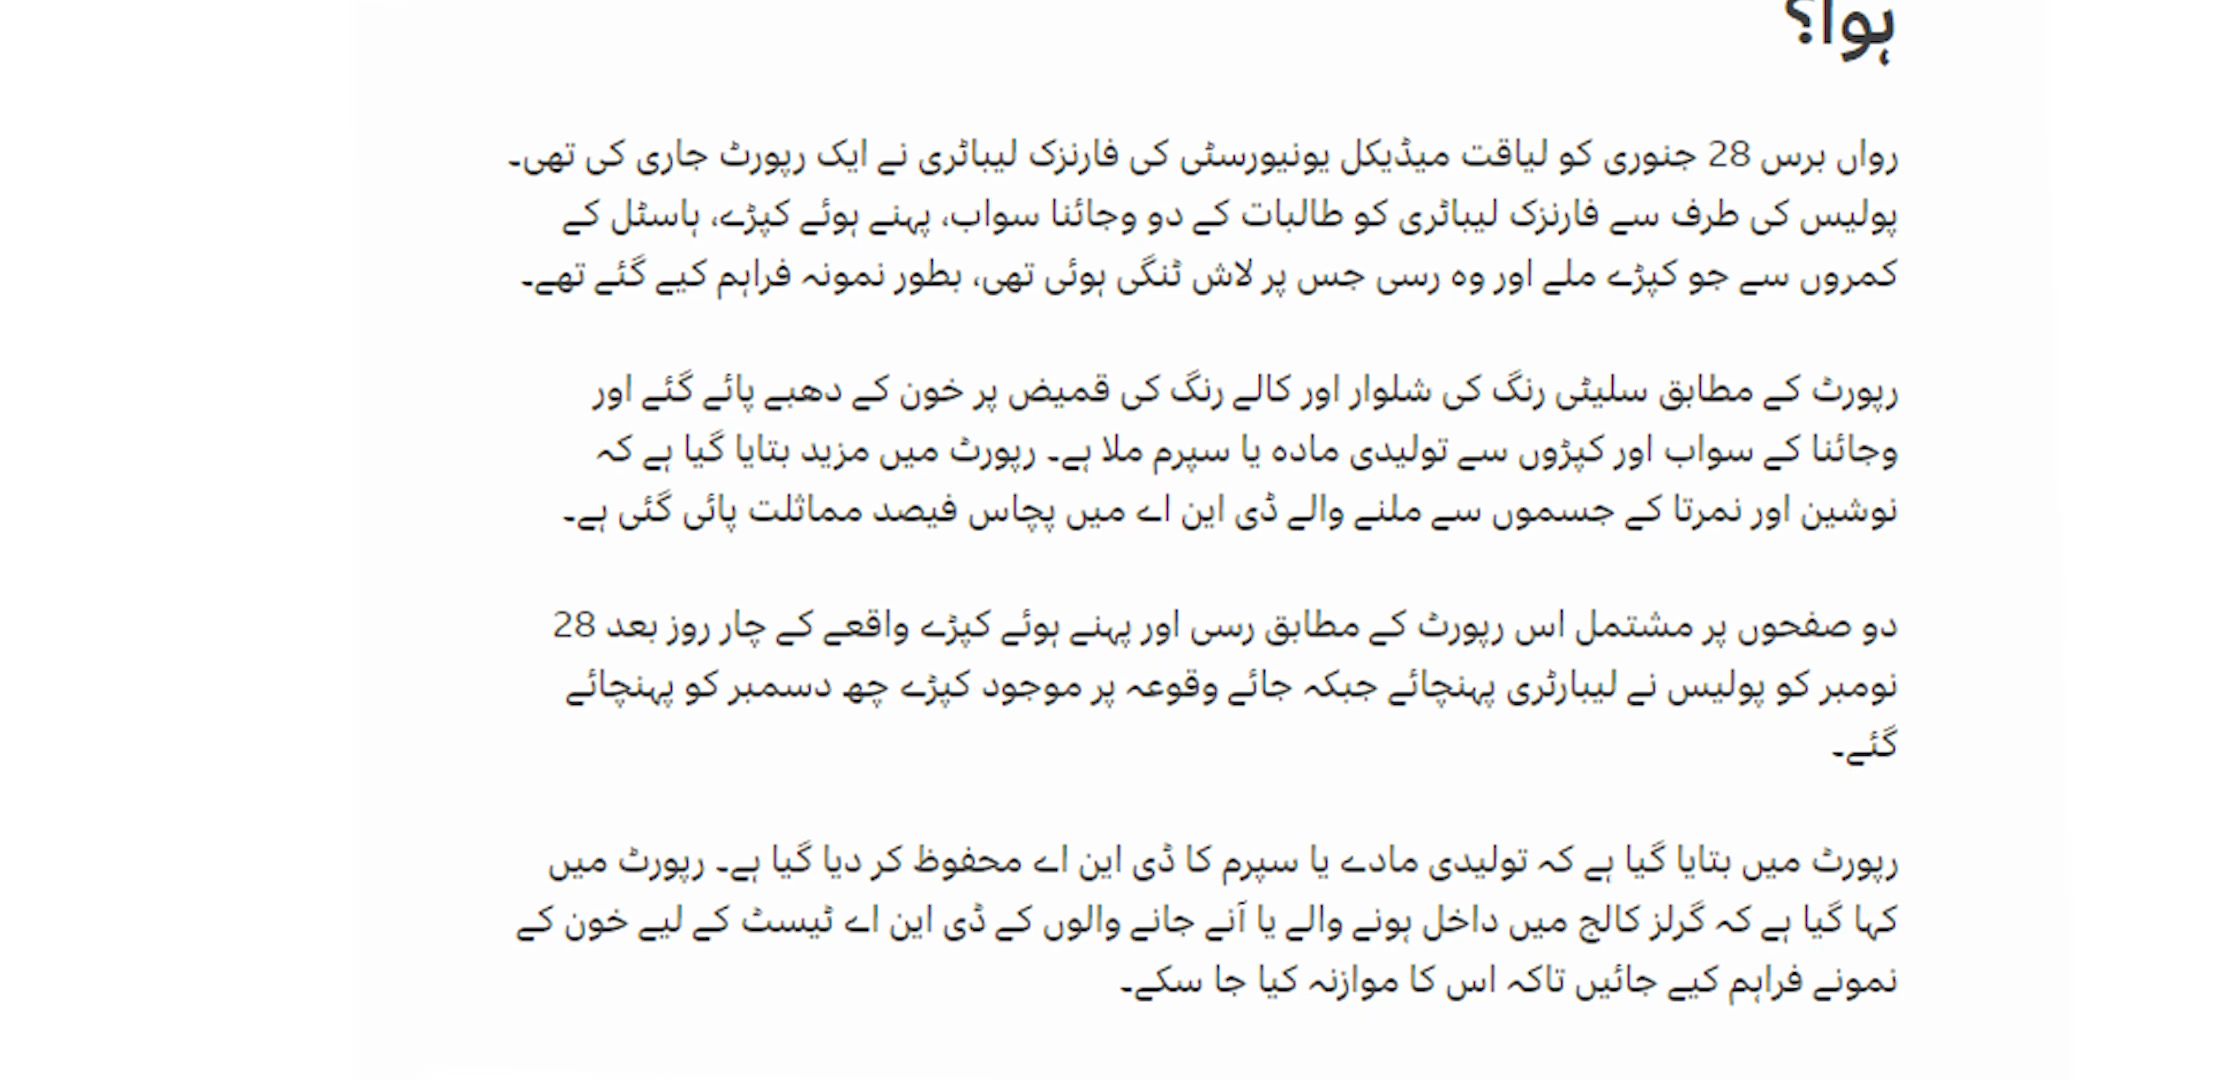 ہوا؟
رواں برس 28 جنوری کو لیاقت میڈیکل یونیورسٹی کی فارنزک لیباٹری نے ایک رپورٹ جاری کی تھی۔
پولیس کی طرف سے فارنزک لیباٹری کو طالبات کے دو وجائنا سواب، پہنے ہوئے کپڑے، ہاسٹل کے
کمروں سے جو کپڑے ملے اور وہ رسی جس پر لاش ٹنگی ہوئی تھی، بطور نمونہ فراہم کیے گئے تھے۔
رپورٹ کے مطابق سلیٹی رنگ کی شلوار اور کالے رنگ کی قمیض پر خون کے دھبے پائے گئے اور
وجائنا کے سواب اور کپڑوں سے تولیدی مادہ یا سپرم ملا ہے۔ رپورٹ میں مزید بتایا گیا ہے کہ
نوشین اور نمرتا کے جسموں سے ملنے والے ڈی این اے میں پچاس فیصد مماثلت پائی گئی ہے۔
دو صفحوں پر مشتمل اس رپورٹ کے مطابق رسی اور پہنے ہوئے کپڑے واقعے کے چار روز بعد 28
نومبر کو پولیس نے لیبارٹری پہنچائے جبکہ جائے وقوعہ پر موجود کپڑے چھ دسمبر کو پہنچائے
گئے۔
رپورٹ میں بتایا گیا ہے کہ تولیدی مادے یا سپرم کا ڈی این اے محفوظ کر دیا گیا ہے۔ رپورٹ میں
کہا گیا ہے کہ گرلز کالج میں داخل ہونے والے یا آنے جانے والوں کے ڈی این اے ٹیسٹ کے لیے خون کے
نمونے فراہم کیے جائیں تاکہ اس کا موازنہ کیا جا سکے۔